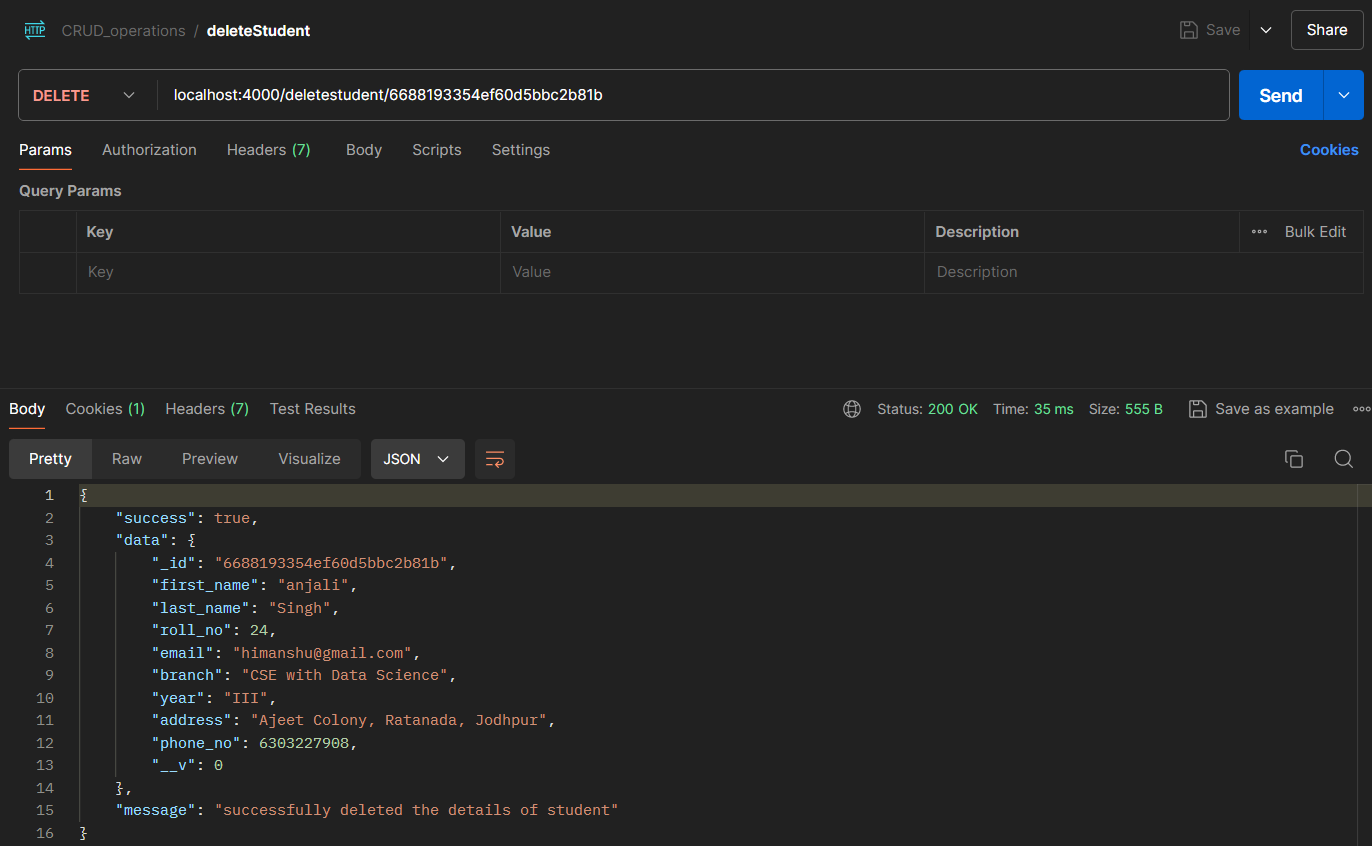 HTTP CRUD_operations / deleteStudent Save Share
DELETE localhost:4000/deletestudent/6688193354ef60d5bbc2b81b Send
Params Authorization Headers (7) Body Scripts Settings Cookies
Query Params
Key Value Description Bulk Edit
Key Value Description
Body Cookies (1) Headers (7) Test Results Status: 200 OK Time: 35 ms Size: 555 B Save as example
Pretty Raw Preview Visualize JSON
1 {
2 "success": true,
3 "data": {
4 "_id": "6688193354ef60d5bbc2b81b",
5 "first_name": "anjali",
6 "last_name": "Singh",
7 "roll_no": 24,
8 "email": "himanshu@gmail.com",
9 "branch": "CSE with Data Science",
10 "year": "III",
11 "address": "Ajeet Colony, Ratanada, Jodhpur",
12 "phone_no": 6303227908,
13 "__v": 0
14 },
15 "message": "successfully deleted the details of student"
16 }